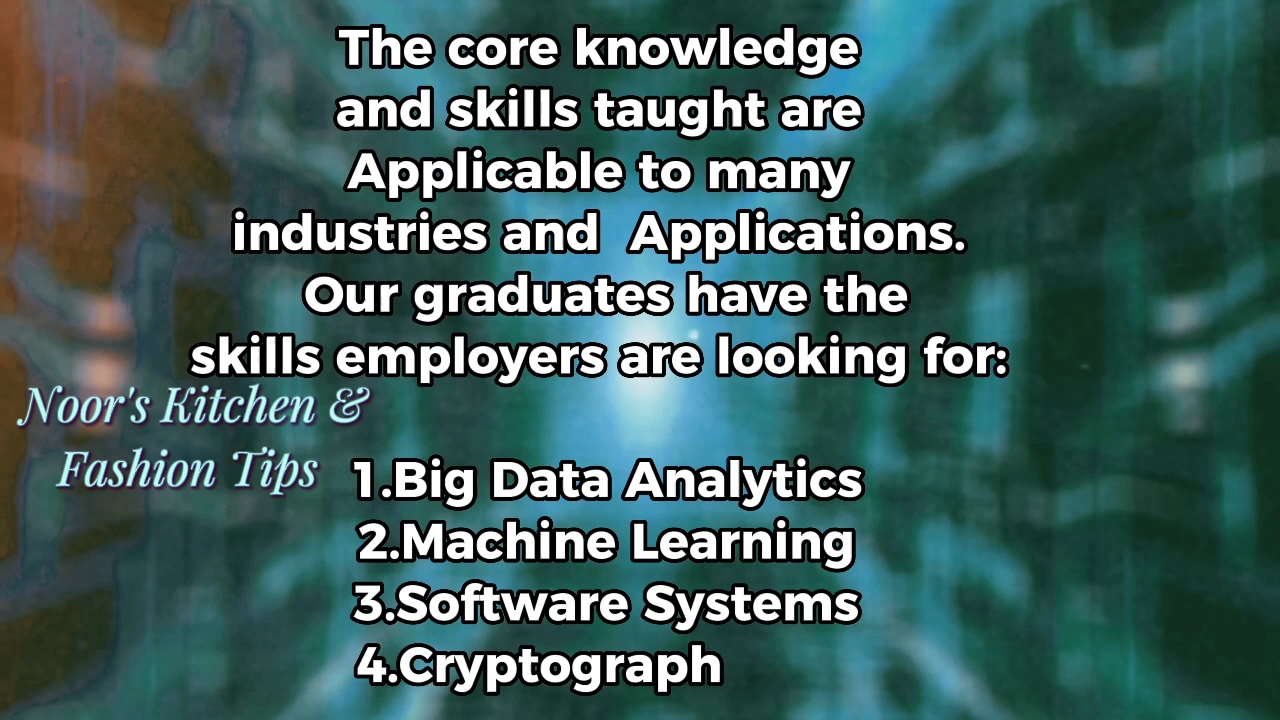 The core knowledge
and skills taught are
Applicable to many
industries and  Applications.
Our graduates have the
skills employers are looking for:
Noor's Kitchen &
Fashion Tips
1.Big Data Analytics
2.Machine Learning
3.Software Systems
4.Cryptograph